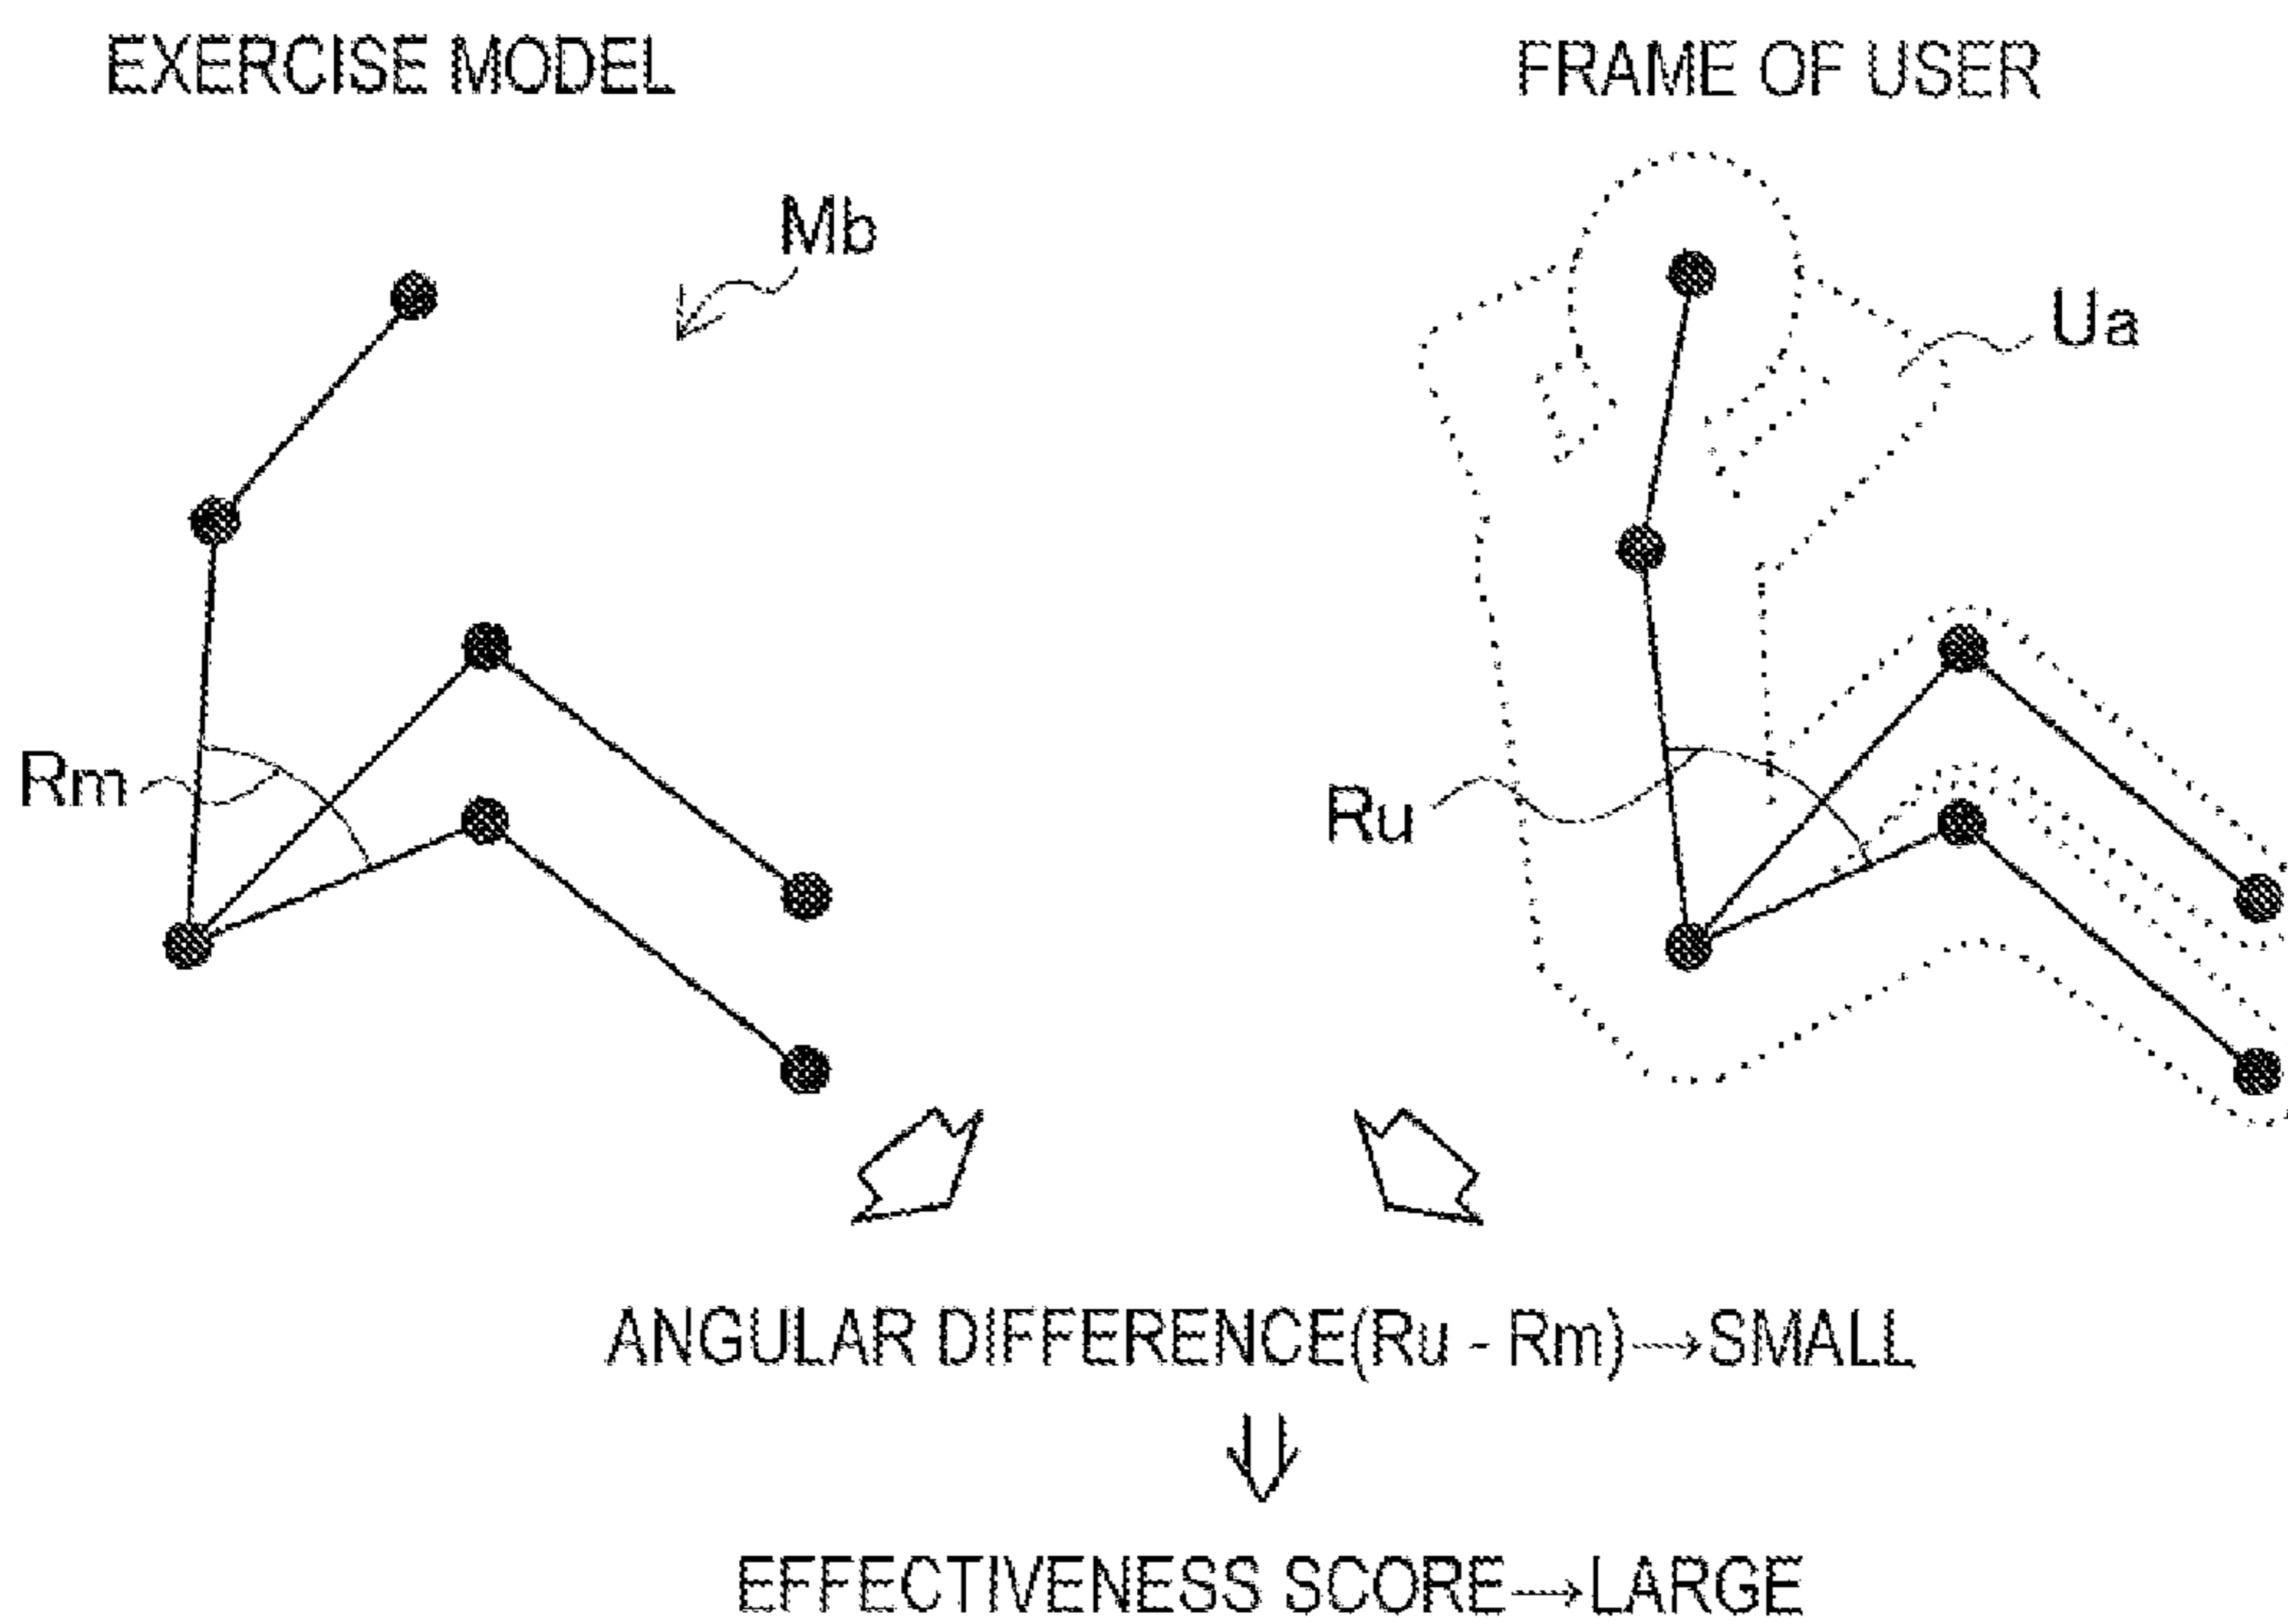 EXERCISE MODEL
FRAME OF USER
Mb
Ua
Rm
Ru
ANGULAR DIFFERENCE(Ru - Rm)→SMALL
EFFECTIVENESS SCORE→LARGE